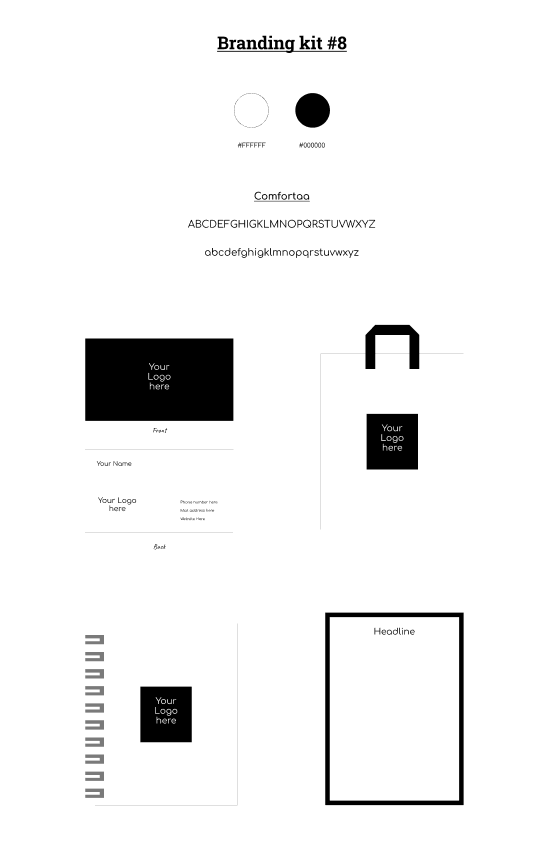 Branding kit #8
#FFFFFF
#000000
Comfortaa
ABCDEFGHIGKLMNOPQRSTUVWXYZ
abcdefghigklmnopqrstuvwxyz
Your
Logo
here
Front
Your Name
Your Logo
here
Phone number here
Mail address here
Website Here
Back
Your
Logo
here
Your
Logo
here
Headline